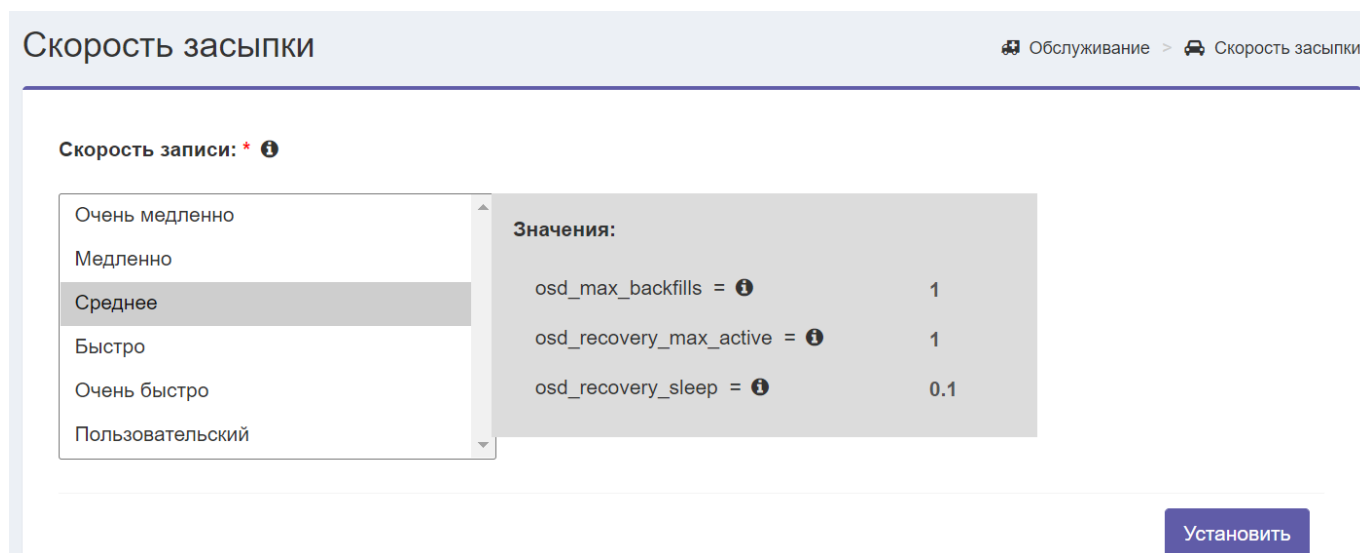 Скорость засыпки
Обслуживание > Скорость засыпки
Скорость записи: *
Очень медленно
Медленно
Среднее
Быстро
Очень быстро
Пользовательский
Значения:
osd_max_backfills = 1
osd_recovery_max_active = 1
osd_recovery_sleep = 0.1
Установить